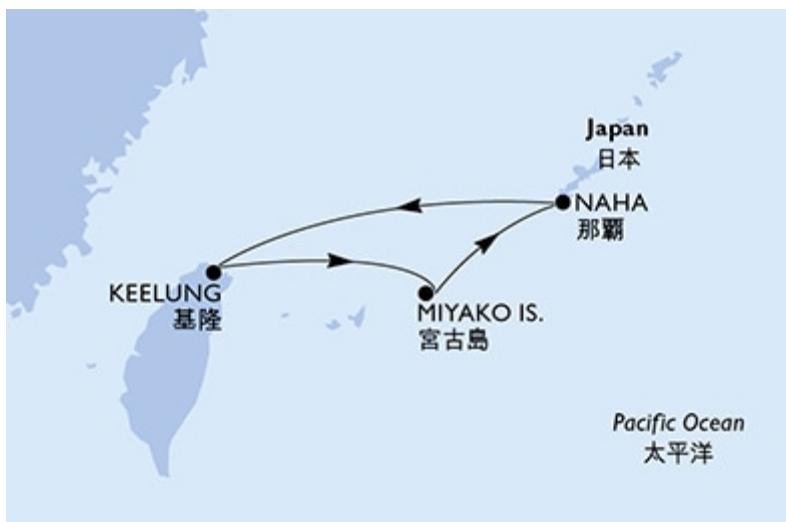 Japan
日本
NAHA
那覇
KEELUNG
基隆
MIYAKO IS.
宮古島
Pacific Ocean
太平洋